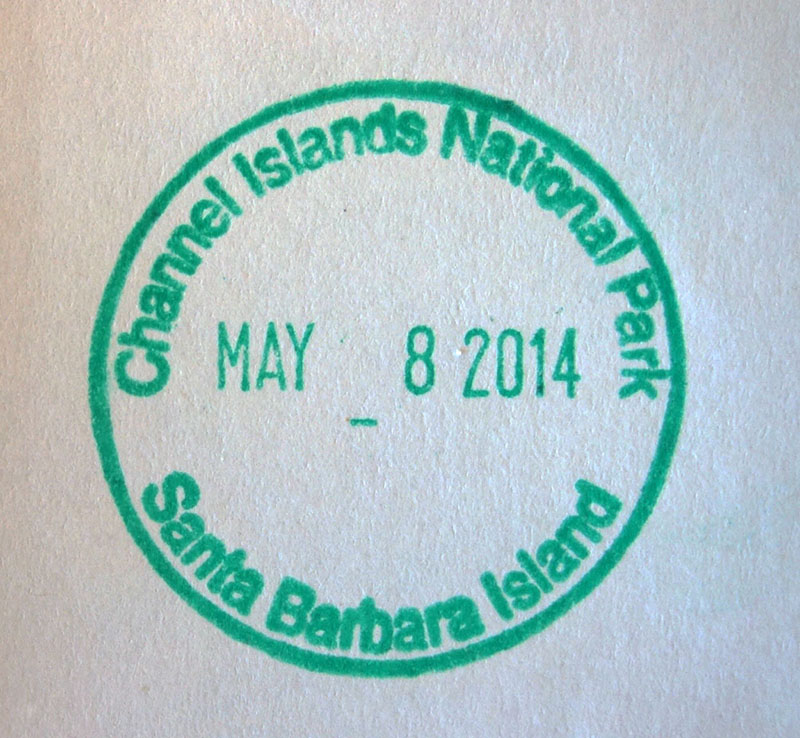 Channel Islands National Park
MAY 8 2014
Santa Barbara Island